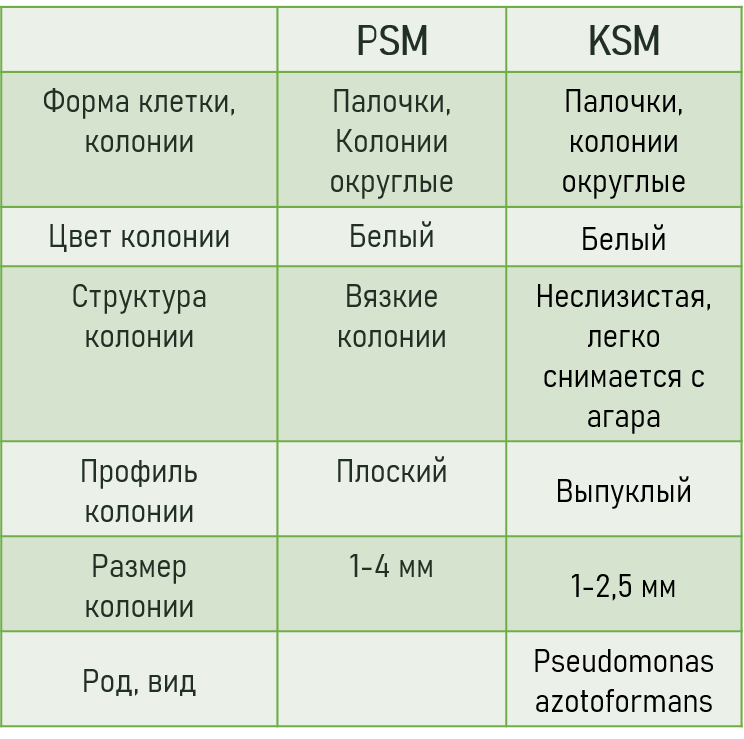 PSM
KSM
Форма клетки,
колонии
Палочки,
Колонии
округлые
Палочки,
колонии
округлые
Цвет колонии
Белый
Белый
Структура
колонии
Вязкие
колонии
Неслизистая,
легко
снимается с
агара
Профиль
колонии
Плоский
Выпуклый
Размер
колонии
1-4 мм
1-2,5 мм
Род, вид
Pseudomonas
azotoformans